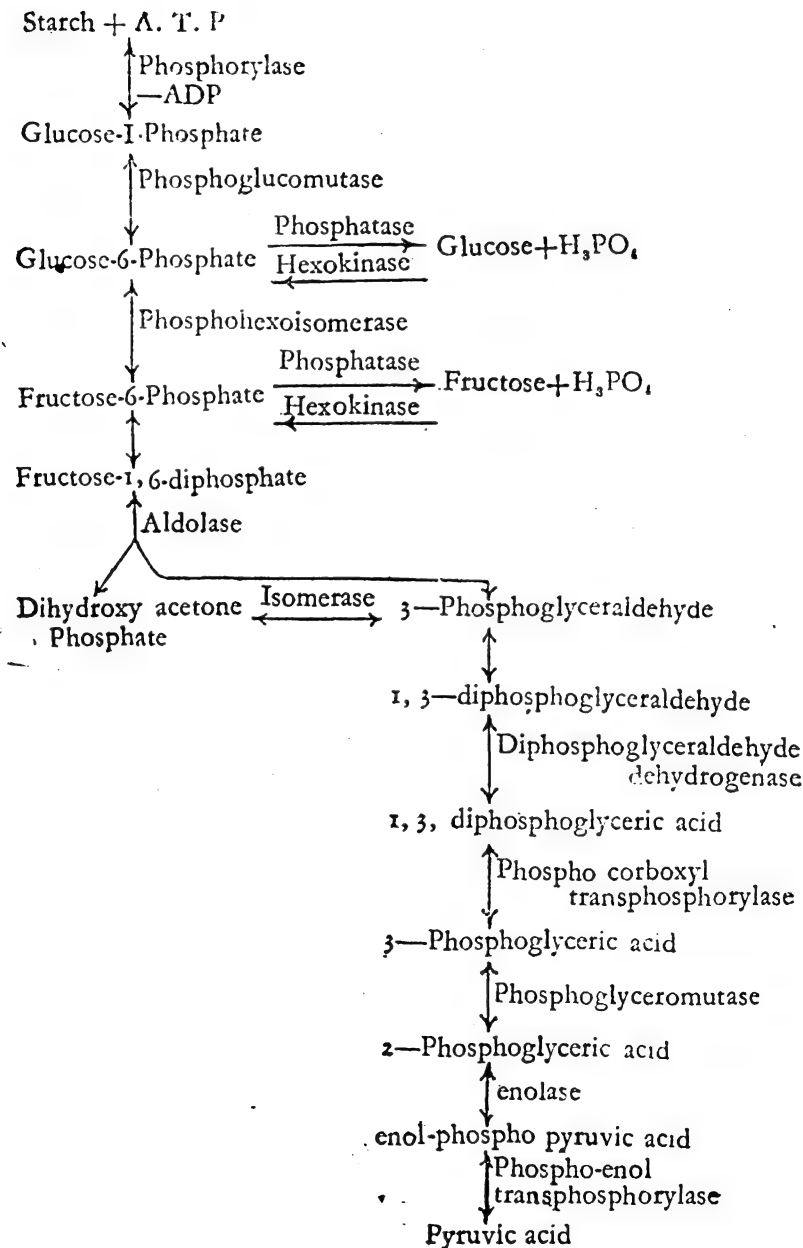 Starch + A. T. P
Phosphorylase
—ADP
Glucose-1-Phosphate
Phosphoglucomutase
Glucose-6-Phosphate
Phosphatase
Hexokinase
Glucose+H₃PO₄
Phosphohexoisomerase
Fructose-6-Phosphate
Phosphatase
Hexokinase
Fructose+H₃PO₄
Fructose-1,6-diphosphate
Aldolase
Dihydroxy acetone
Phosphate
Isomerase
3—Phosphoglyceraldehyde
1, 3—diphosphoglyceraldehyde
Diphosphoglyceraldehyde
dehydrogenase
1, 3, diphosphoglyceric acid
Phospho corboxyl
transphosphorylase
3—Phosphoglyceric acid
Phosphoglyceromutase
2—Phosphoglyceric acid
enolase
enol-phospho pyruvic acid
Phospho-enol
transphosphorylase
Pyruvic acid